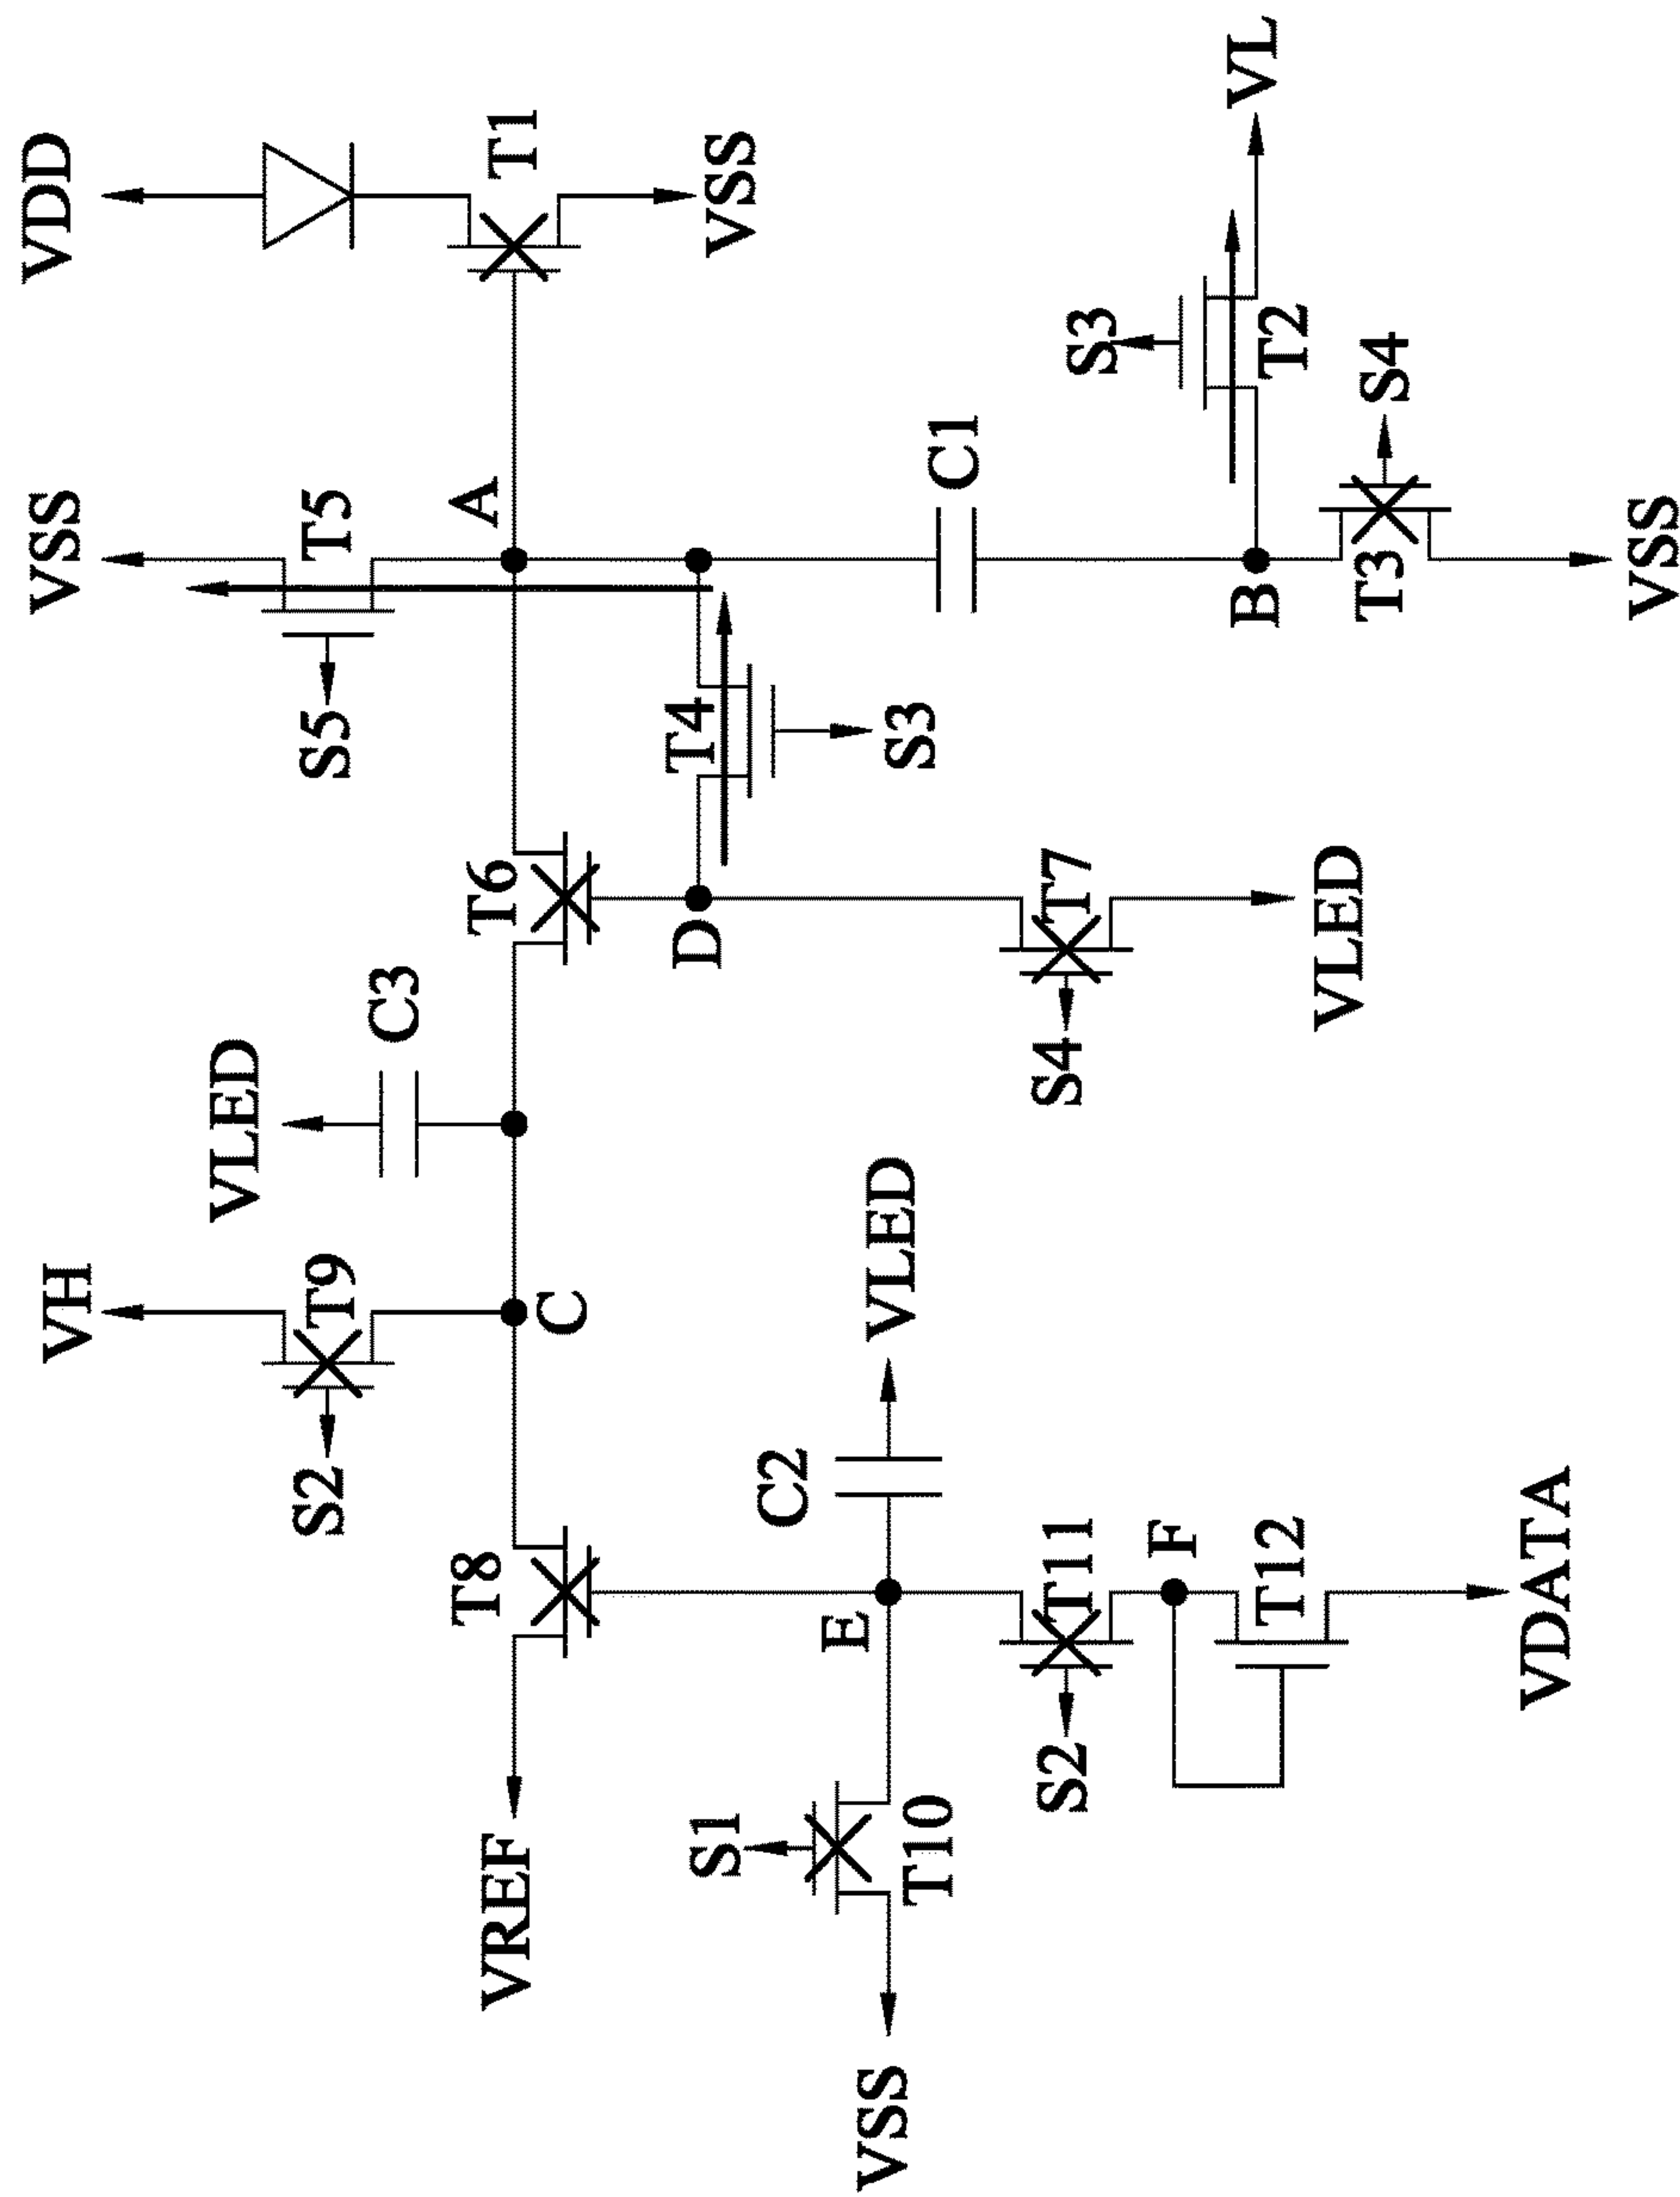 VH
VSS
VDD
VLED
S2
T9
S5
T5
C3
VREF
T8
T6
A
T1
C
S1
D
T4
VSS
C2
E
VSS
VLED
S3
T10
C1
S2
T11
S4
T7
S3
F
B
VL
T12
T2
VLED
T3
S4
VDATA
VSS